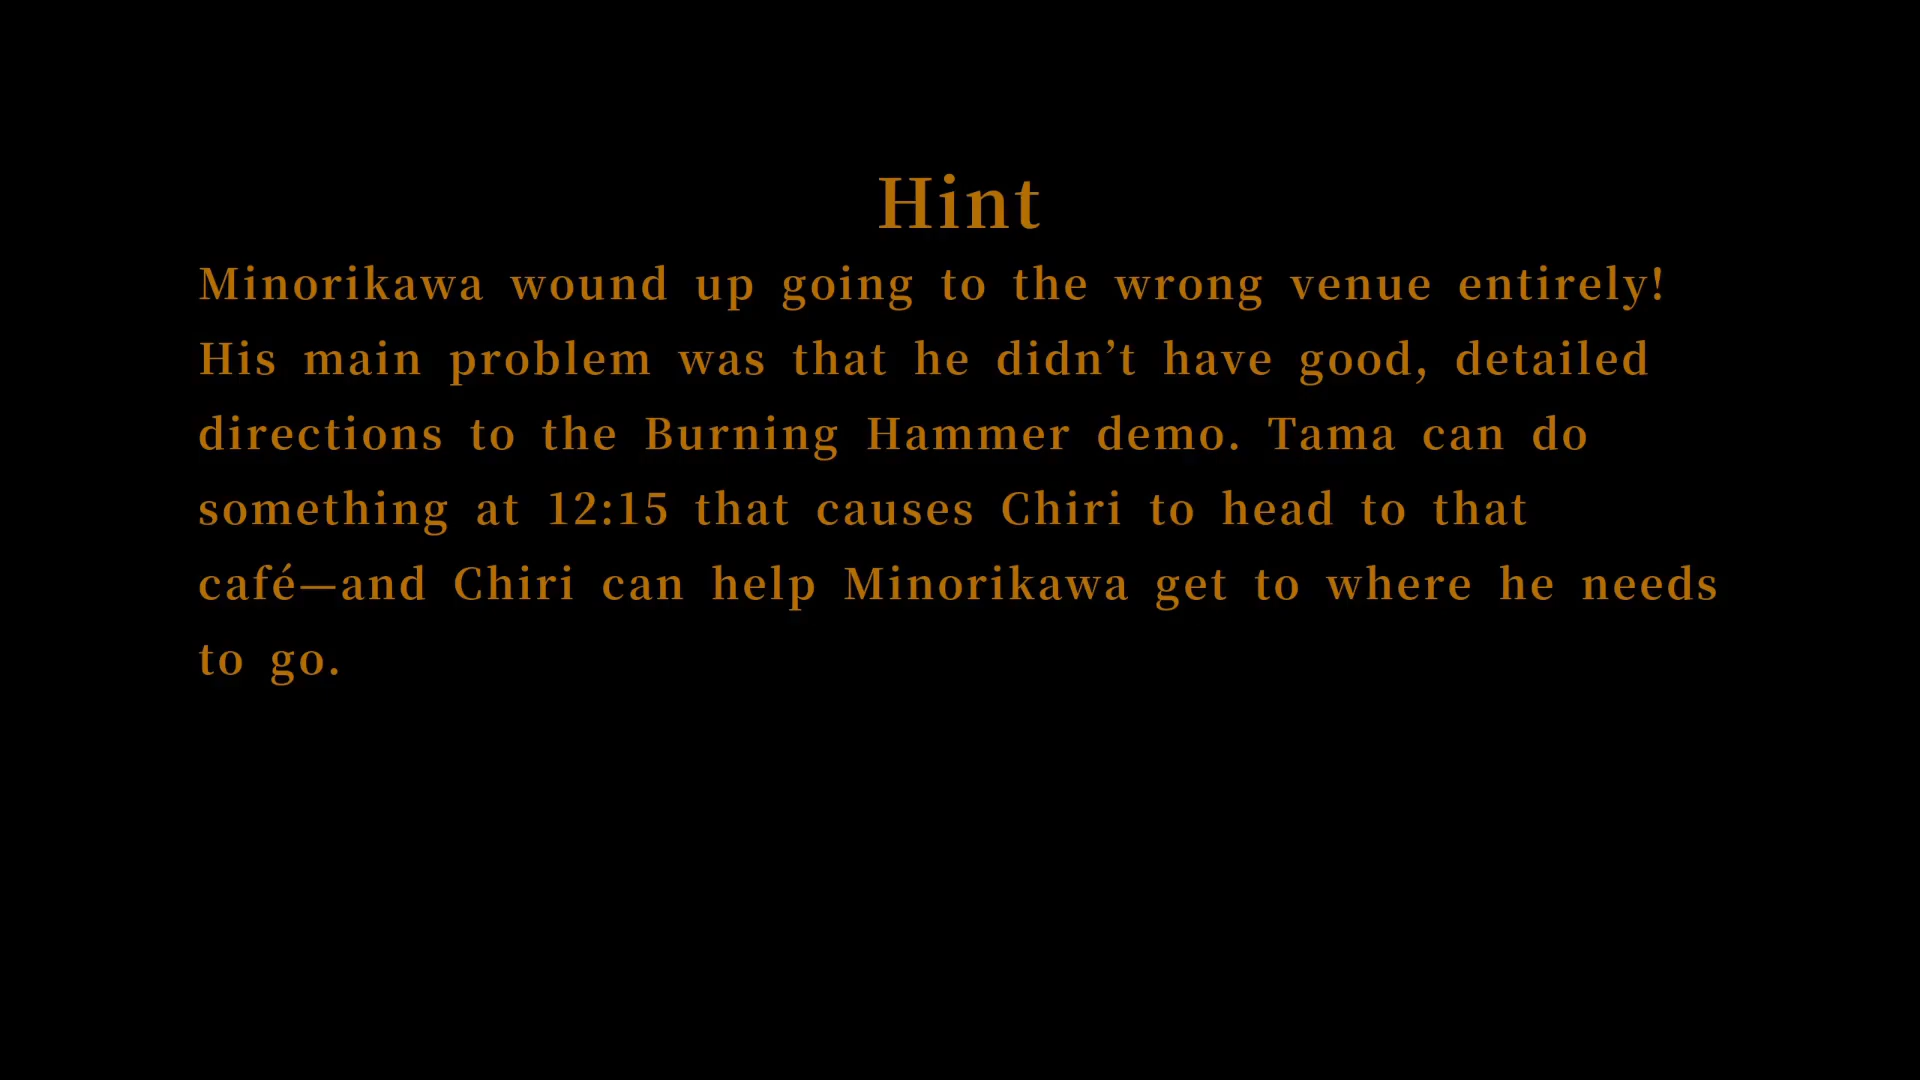 Hint
Minorikawa wound up going to the wrong venue entirely!
His main problem was that he didn’t have good, detailed
directions to the Burning Hammer demo. Tama can do
something at 12:15 that causes Chiri to head to that
café—and Chiri can help Minorikawa get to where he needs
to go.